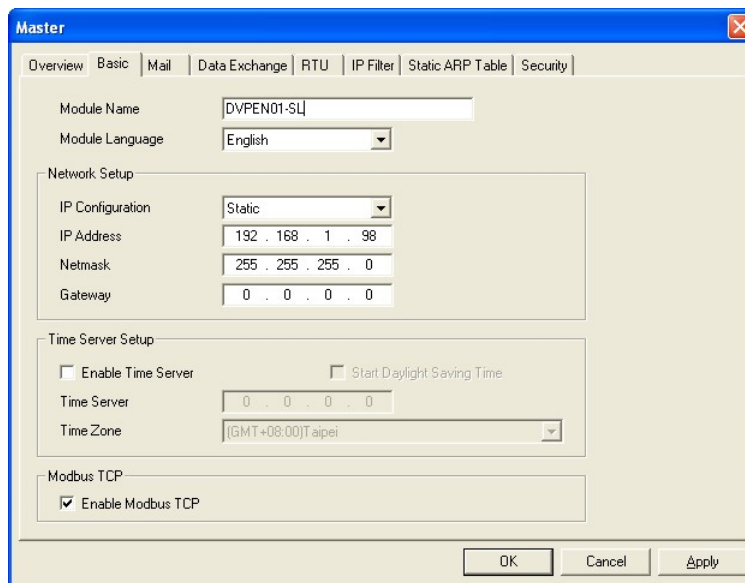 Master
Overview Basic Mail Data Exchange RTU IP Filter Static ARP Table Security
Module Name DVPEN01-SL
Module Language English
Network Setup
IP Configuration Static
IP Address 192 . 168 . 1 . 98
Netmask 255 . 255 . 255 . 0
Gateway 0 . 0 . 0 . 0
Time Server Setup
Enable Time Server Start Daylight Saving Time
Time Server 0 . 0 . 0 . 0
Time Zone (GMT+08:00)Taipei
Modbus TCP
Enable Modbus TCP
OK Cancel Apply